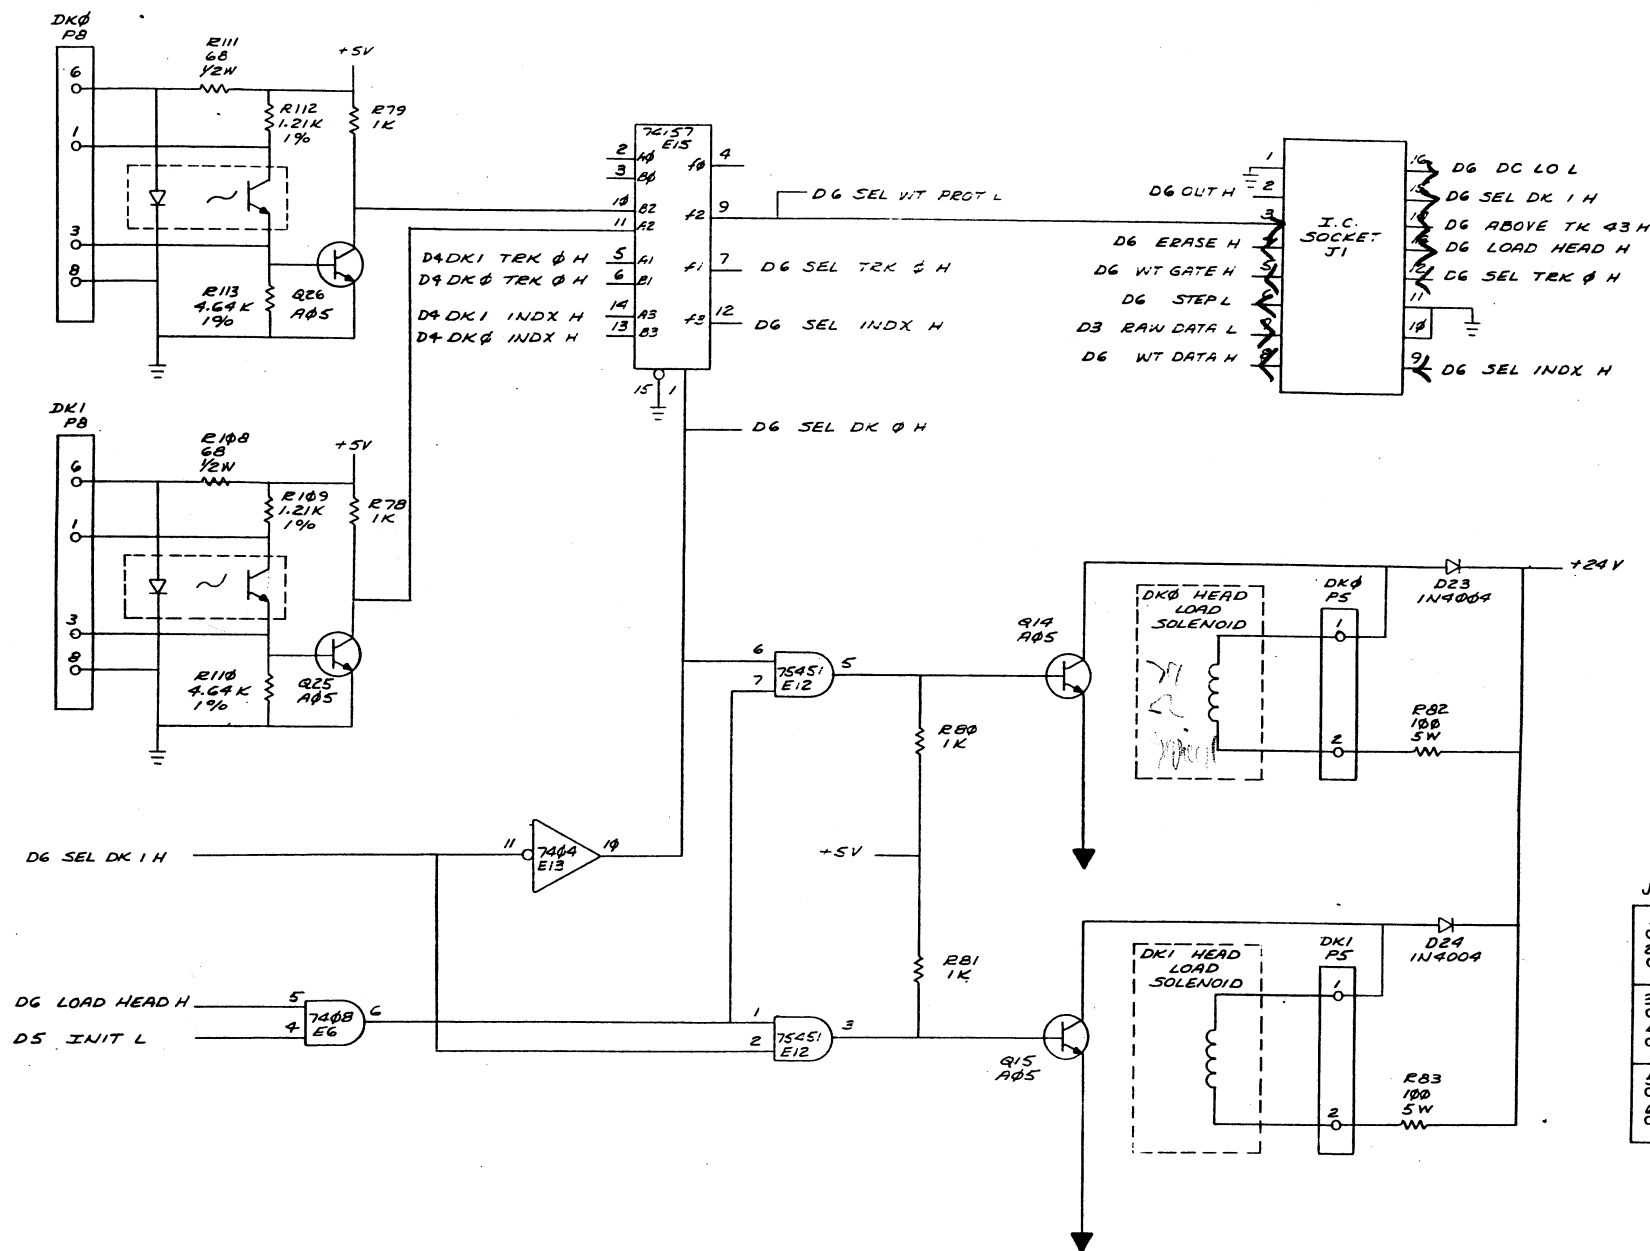 DKØ
P8
6
1
3
8
R111
68
1/2W
+5V
R112
1.21K
1%
R79
1K
R113
4.64K
1%
Q26
AØ5
DK1
P8
6
1
3
8
R1Ø8
68
1/2W
+5V
R1Ø9
1.21K
1%
R78
1K
R11Ø
4.64K
1%
Q25
AØ5
74157
E15
2 AØ
3 BØ
1Ø B2
11 A2
D4 DK1 TRK Ø H 5 A1
D4 DKØ TRK Ø H 6 B1
D4 DK1 INDX H 14 A3
D4 DKØ INDX H 13 B3
fØ 4
f2 9
f1 7
f3 12
15 1
D6 SEL WT PROT L
D6 SEL TRK Ø H
D6 SEL INDX H
D6 SEL DK Ø H
I.C.
SOCKET
J1
1
D6 OUT H 2
3
D6 ERASE H
D6 WT GATE H 5
D6 STEP L
D3 RAW DATA L
D6 WT DATA H 8
16 D6 DC LO L
15 D6 SEL DK 1 H
D6 ABOVE TK 43 H
D6 LOAD HEAD H
12 D6 SEL TRK Ø H
11
1Ø
9 D6 SEL INDX H
+24V
D23
1N4ØØ4
DKØ HEAD
LOAD
SOLENOID
DKØ
P5
1
2
Q14
AØ5
R82
1ØØ
5W
6
7
75451
E12
5
R8Ø
1K
+5V
R81
1K
D6 SEL DK 1 H
11
74Ø4
E13
1Ø
D6 LOAD HEAD H 5
D5 INIT L 4
74Ø8
E6
6
1
2
75451
E12
3
Q15
AØ5
D24
1N4004
DK1 HEAD
LOAD
SOLENOID
DK1
P5
1
2
R83
1ØØ
5W